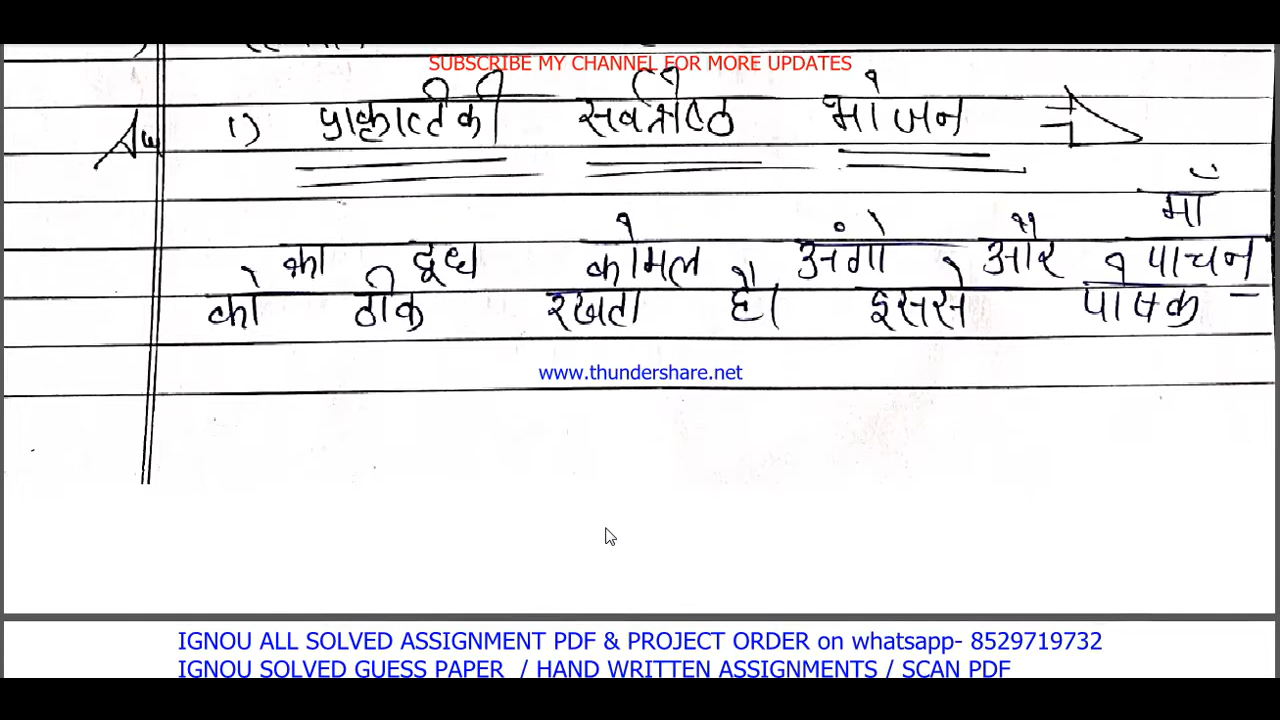 SUBSCRIBE MY CHANNEL FOR MORE UPDATES
Ans 1) प्राकृतिकी सर्वश्रेष्ठ भोजन ⇒
माँ
का दूध कोमल अंगो और पाचन
को ठीक रखता है। इससे पोषक -
www.thundershare.net
IGNOU ALL SOLVED ASSIGNMENT PDF & PROJECT ORDER on whatsapp- 8529719732
IGNOU SOLVED GUESS PAPER / HAND WRITTEN ASSIGNMENTS / SCAN PDF